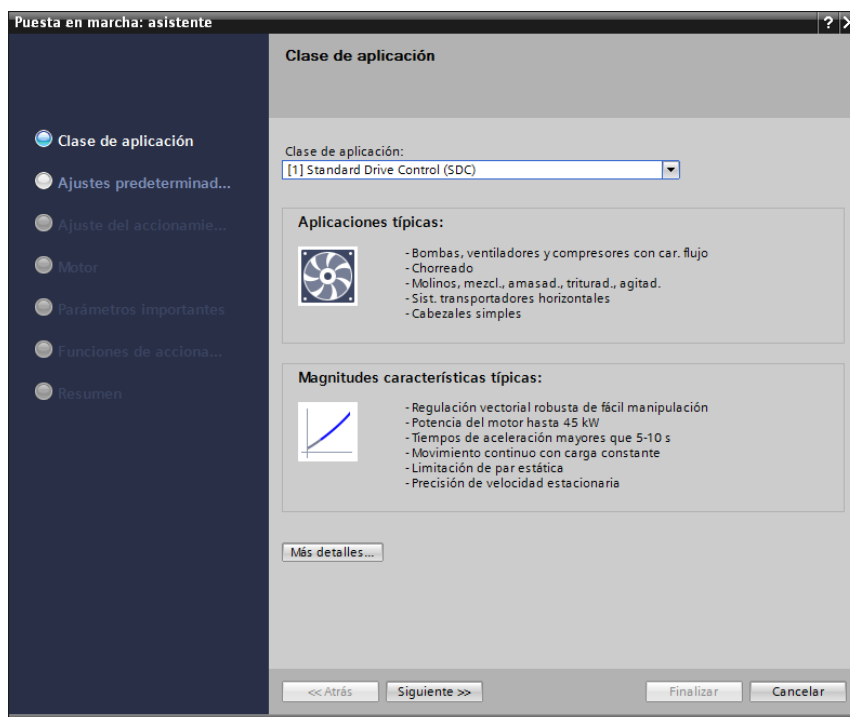 Puesta en marcha: asistente
?
Clase de aplicación
Clase de aplicación
Ajustes predeterminad...
Ajuste del accionamie...
Motor
Parámetros importantes
Funciones de acciona...
Resumen
Clase de aplicación:
[1] Standard Drive Control (SDC)
Aplicaciones típicas:
- Bombas, ventiladores y compresores con car. flujo
- Chorreado
- Molinos, mezcl., amasad., triturad., agitad.
- Sist. transportadores horizontales
- Cabezales simples
Magnitudes características típicas:
- Regulación vectorial robusta de fácil manipulación
- Potencia del motor hasta 45 kW
- Tiempos de aceleración mayores que 5-10 s
- Movimiento continuo con carga constante
- Limitación de par estática
- Precisión de velocidad estacionaria
Más detalles...
<< Atrás
Siguiente >>
Finalizar
Cancelar